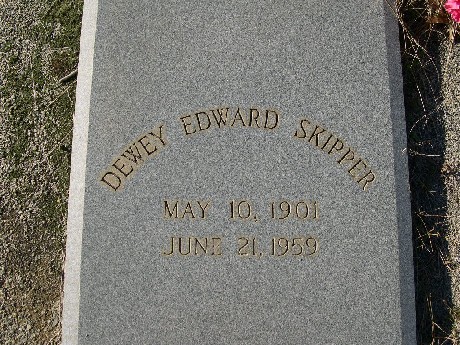 DEWEY EDWARD SKIPPER
MAY 10, 1901
JUNE 21, 1959